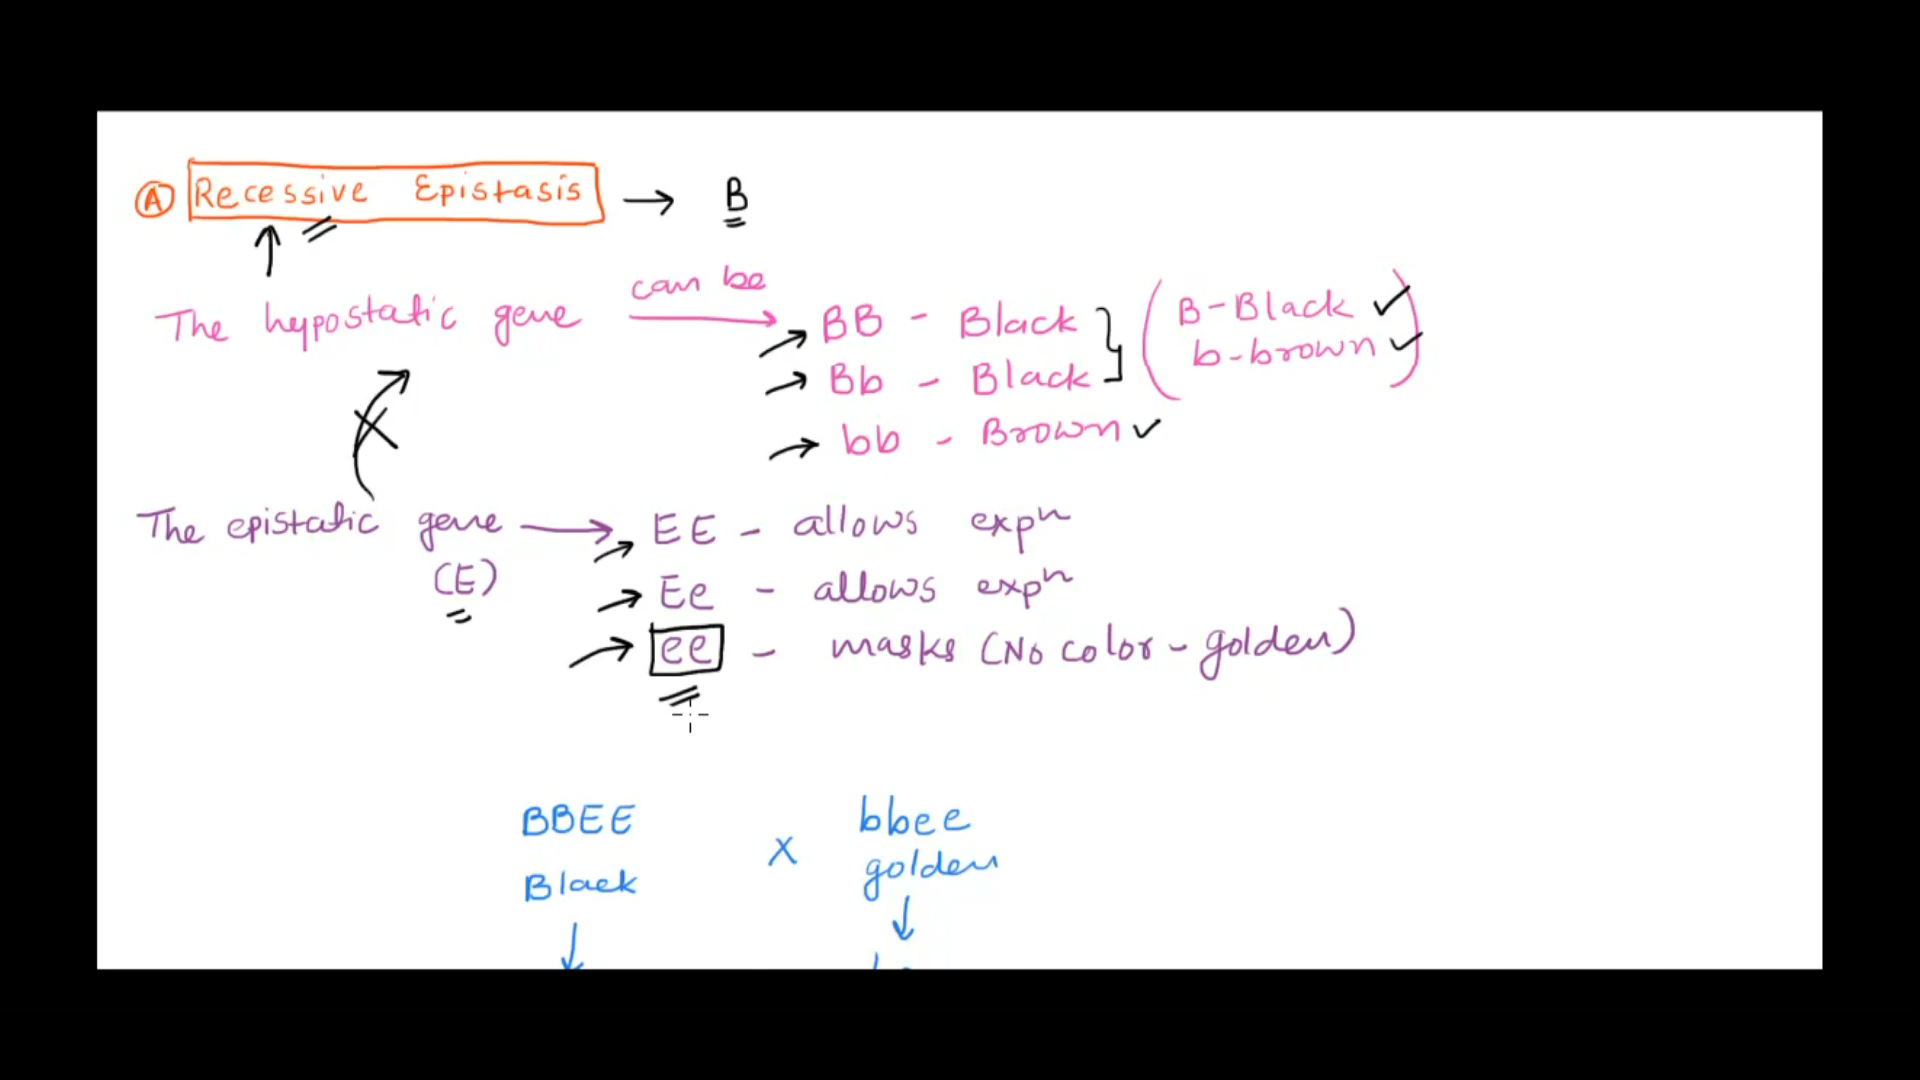 A Recessive Epistasis → B
The hypostatic gene can be → BB - Black } ( B-Black ✓
b-brown ✓ )
Bb - Black
bb - Brown ✓
The epistatic gene → EE - allows expn
(E)
Ee - allows expn
ee - masks (No color - golden)
BBEE X bbee
Black golden